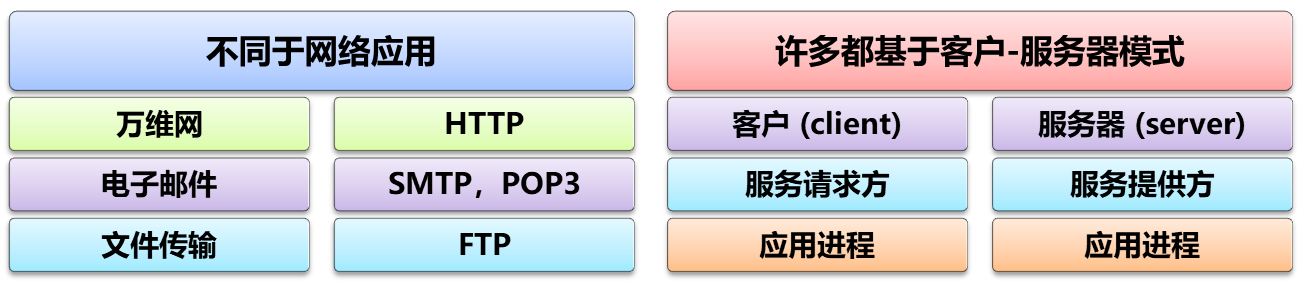 不同于网络应用
万维网
HTTP
电子邮件
SMTP，POP3
文件传输
FTP
许多都基于客户-服务器模式
客户 (client)
服务器 (server)
服务请求方
服务提供方
应用进程
应用进程